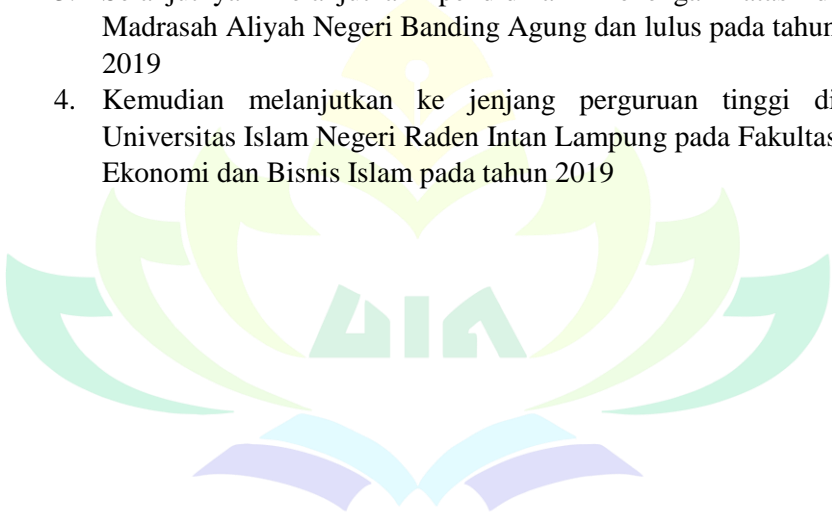 Madrasah Aliyah Negeri Banding Agung dan lulus pada tahun
2019
4. Kemudian melanjutkan ke jenjang perguruan tinggi di
Universitas Islam Negeri Raden Intan Lampung pada Fakultas
Ekonomi dan Bisnis Islam pada tahun 2019
UIN